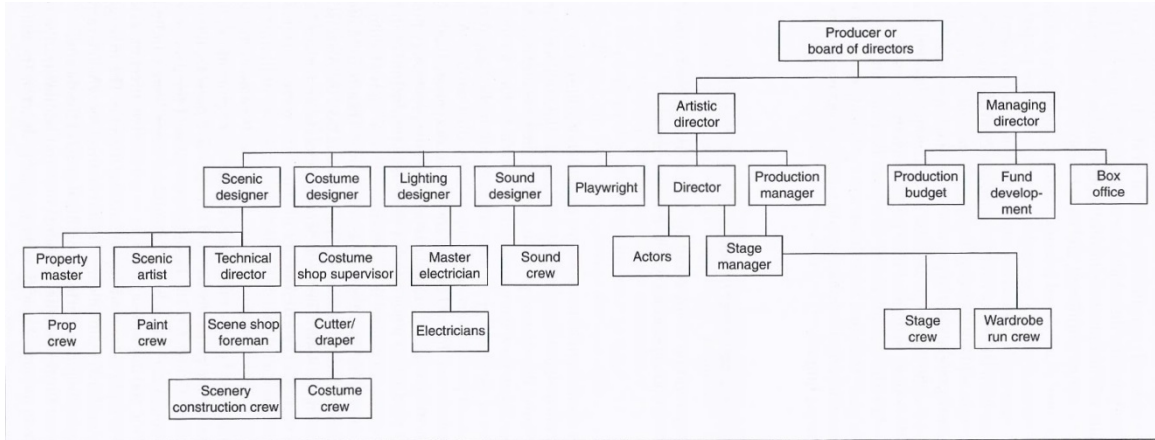 Producer or
board of directors
Artistic
director
Managing
director
Scenic
designer
Costume
designer
Lighting
designer
Sound
designer
Playwright
Director
Production
manager
Production
budget
Fund
develop-
ment
Box
office
Property
master
Scenic
artist
Technical
director
Costume
shop supervisor
Master
electrician
Sound
crew
Actors
Stage
manager
Prop
crew
Paint
crew
Scene shop
foreman
Cutter/
draper
Electricians
Stage
crew
Wardrobe
run crew
Scenery
construction crew
Costume
crew